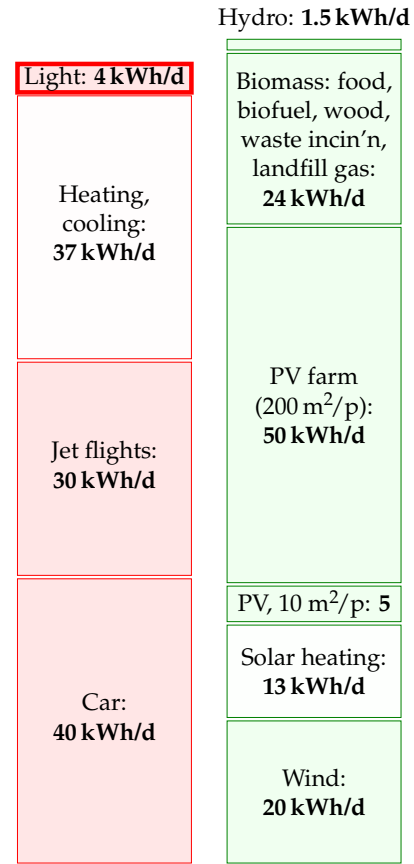 Light: 4 kWh/d
Heating,
cooling:
37 kWh/d
Jet flights:
30 kWh/d
Car:
40 kWh/d
Hydro: 1.5 kWh/d
Biomass: food,
biofuel, wood,
waste incin'n,
landfill gas:
24 kWh/d
PV farm
(200 m²/p):
50 kWh/d
PV, 10 m²/p: 5
Solar heating:
13 kWh/d
Wind:
20 kWh/d